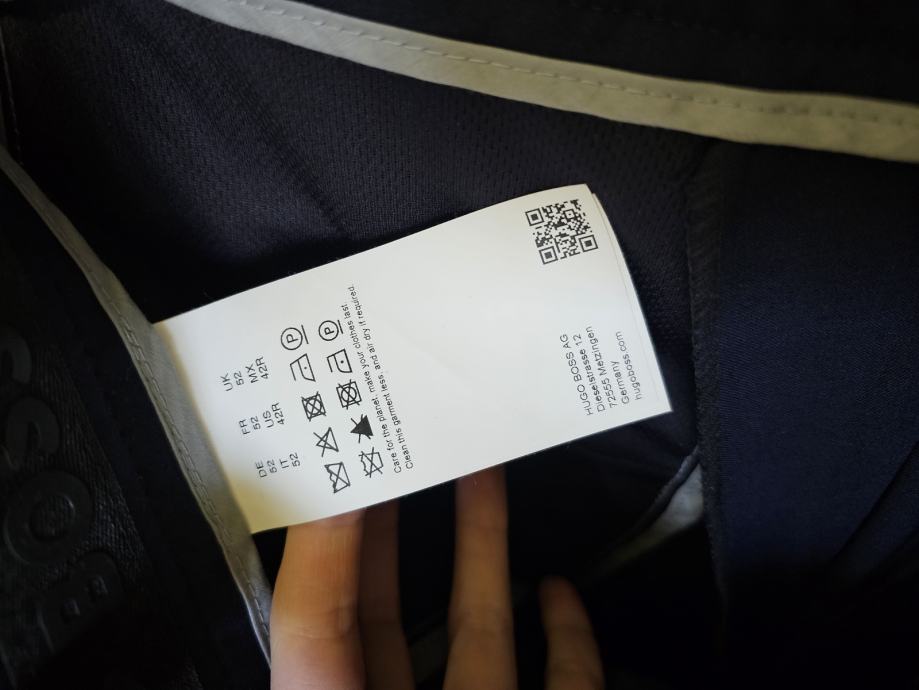 BOSS
DE FR UK
52 52 52
IT US MX
52 42R 42R
P
P
Care for the planet, make your clothes last.
Clean this garment less, and air dry if required.
HUGO BOSS AG
Dieselstrasse 12
72555 Metzingen
Germany
hugoboss.com